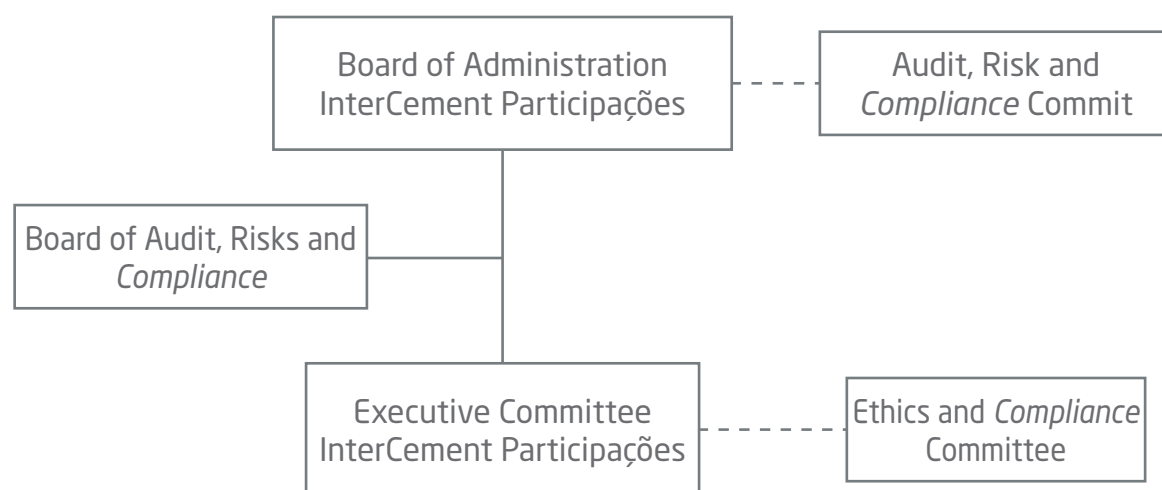 Board of Administration
InterCement Participações
Audit, Risk and
Compliance Commit
Board of Audit, Risks and
Compliance
Executive Committee
InterCement Participações
Ethics and Compliance
Committee